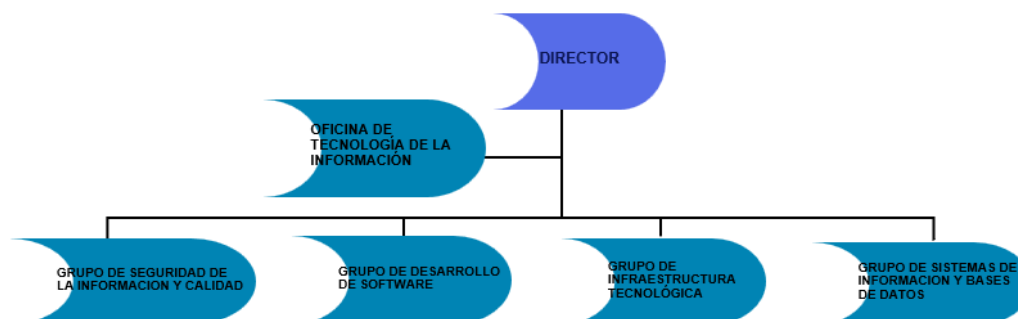 DIRECTOR
OFICINA DE
TECNOLOGÍA DE LA
INFORMACIÓN
GRUPO DE SEGURIDAD DE
LA INFORMACION Y CALIDAD
GRUPO DE DESARROLLO
DE SOFTWARE
GRUPO DE
INFRAESTRUCTURA
TECNOLÓGICA
GRUPO DE SISTEMAS DE
INFORMACION Y BASES
DE DATOS